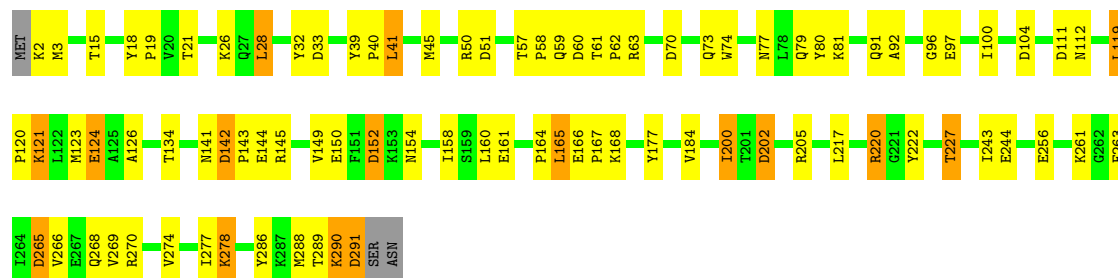 MET K2 M3 T15 Y18 P19 V20 T21 K26 Q27 L28 Y32 D33 Y39 P40 L41 M45 R50 D51 T57 P58 Q59 D60 T61 P62 R63 D70 Q73 W74 N77 L78 Q79 Y80 K81 Q91 A92 G96 E97 I100 D104 D111 N112 L119
P120 K121 L122 M123 E124 A125 A126 T134 N141 D142 P143 E144 R145 V149 E150 F151 D152 K153 N154 I158 S159 L160 E161 P164 L165 E166 P167 K168 Y177 V184 I200 T201 D202 R205 L217 R220 G221 Y222 T227 I243 E244 E256 K261 G262 E263
I264 D265 V266 E267 Q268 V269 R270 V274 I277 K278 Y286 K287 M288 T289 K290 D291 SER ASN